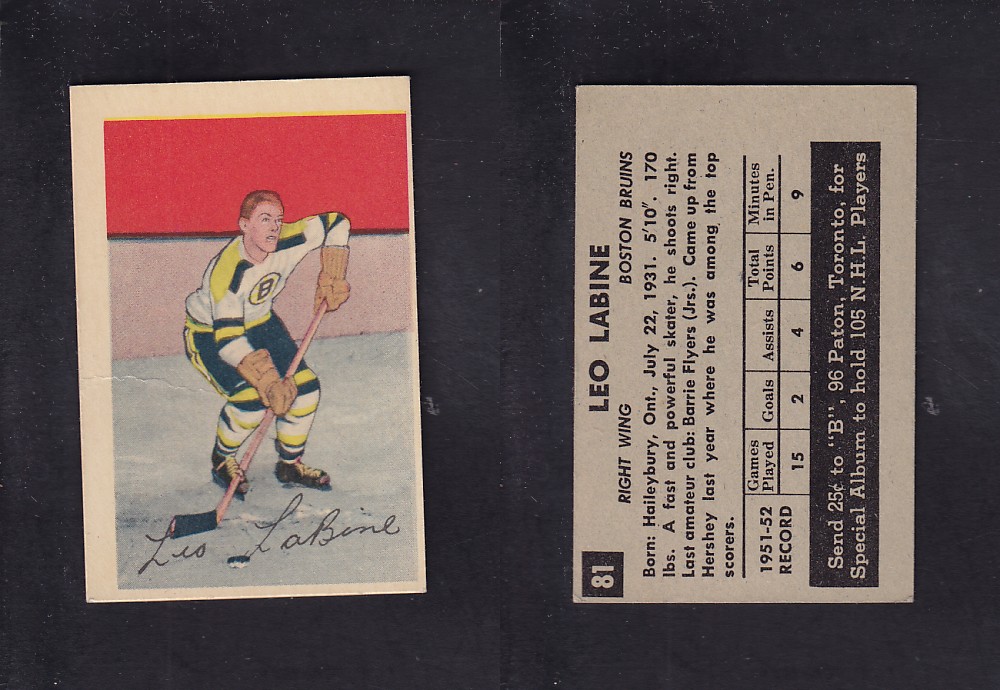 B
Leo LaBine
81
LEO LABINE
RIGHT WING BOSTON BRUINS
Born: Haileybury, Ont., July 22, 1931. 5'10". 170
lbs. A fast and powerful skater, he shoots right.
Last amateur club: Barrie Flyers (Jrs.). Came up from
Hershey last year where he was among the top
scorers.
1951-52 RECORD
Games Played Goals Assists Total Points Minutes in Pen.
15 2 4 6 9
Send 25¢ to "B", 96 Paton, Toronto, for
Special Album to hold 105 N.H.L. Players